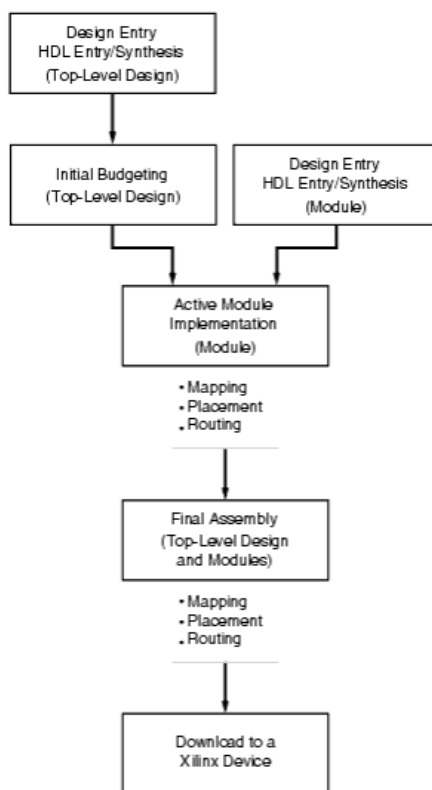 Design Entry
HDL Entry/Synthesis
(Top-Level Design)
Initial Budgeting
(Top-Level Design)
Design Entry
HDL Entry/Synthesis
(Module)
Active Module
Implementation
(Module)
• Mapping
• Placement
• Routing
Final Assembly
(Top-Level Design
and Modules)
• Mapping
• Placement
• Routing
Download to a
Xilinx Device